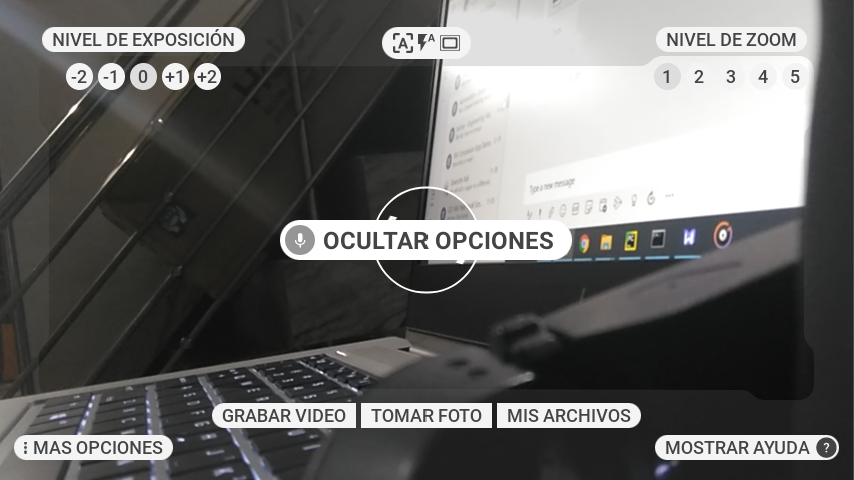 NIVEL DE EXPOSICIÓN
-2 -1 0 +1 +2
A A
NIVEL DE ZOOM
1 2 3 4 5
Type a new message
OCULTAR OPCIONES
GRABAR VIDEO TOMAR FOTO MIS ARCHIVOS
MAS OPCIONES
MOSTRAR AYUDA ?